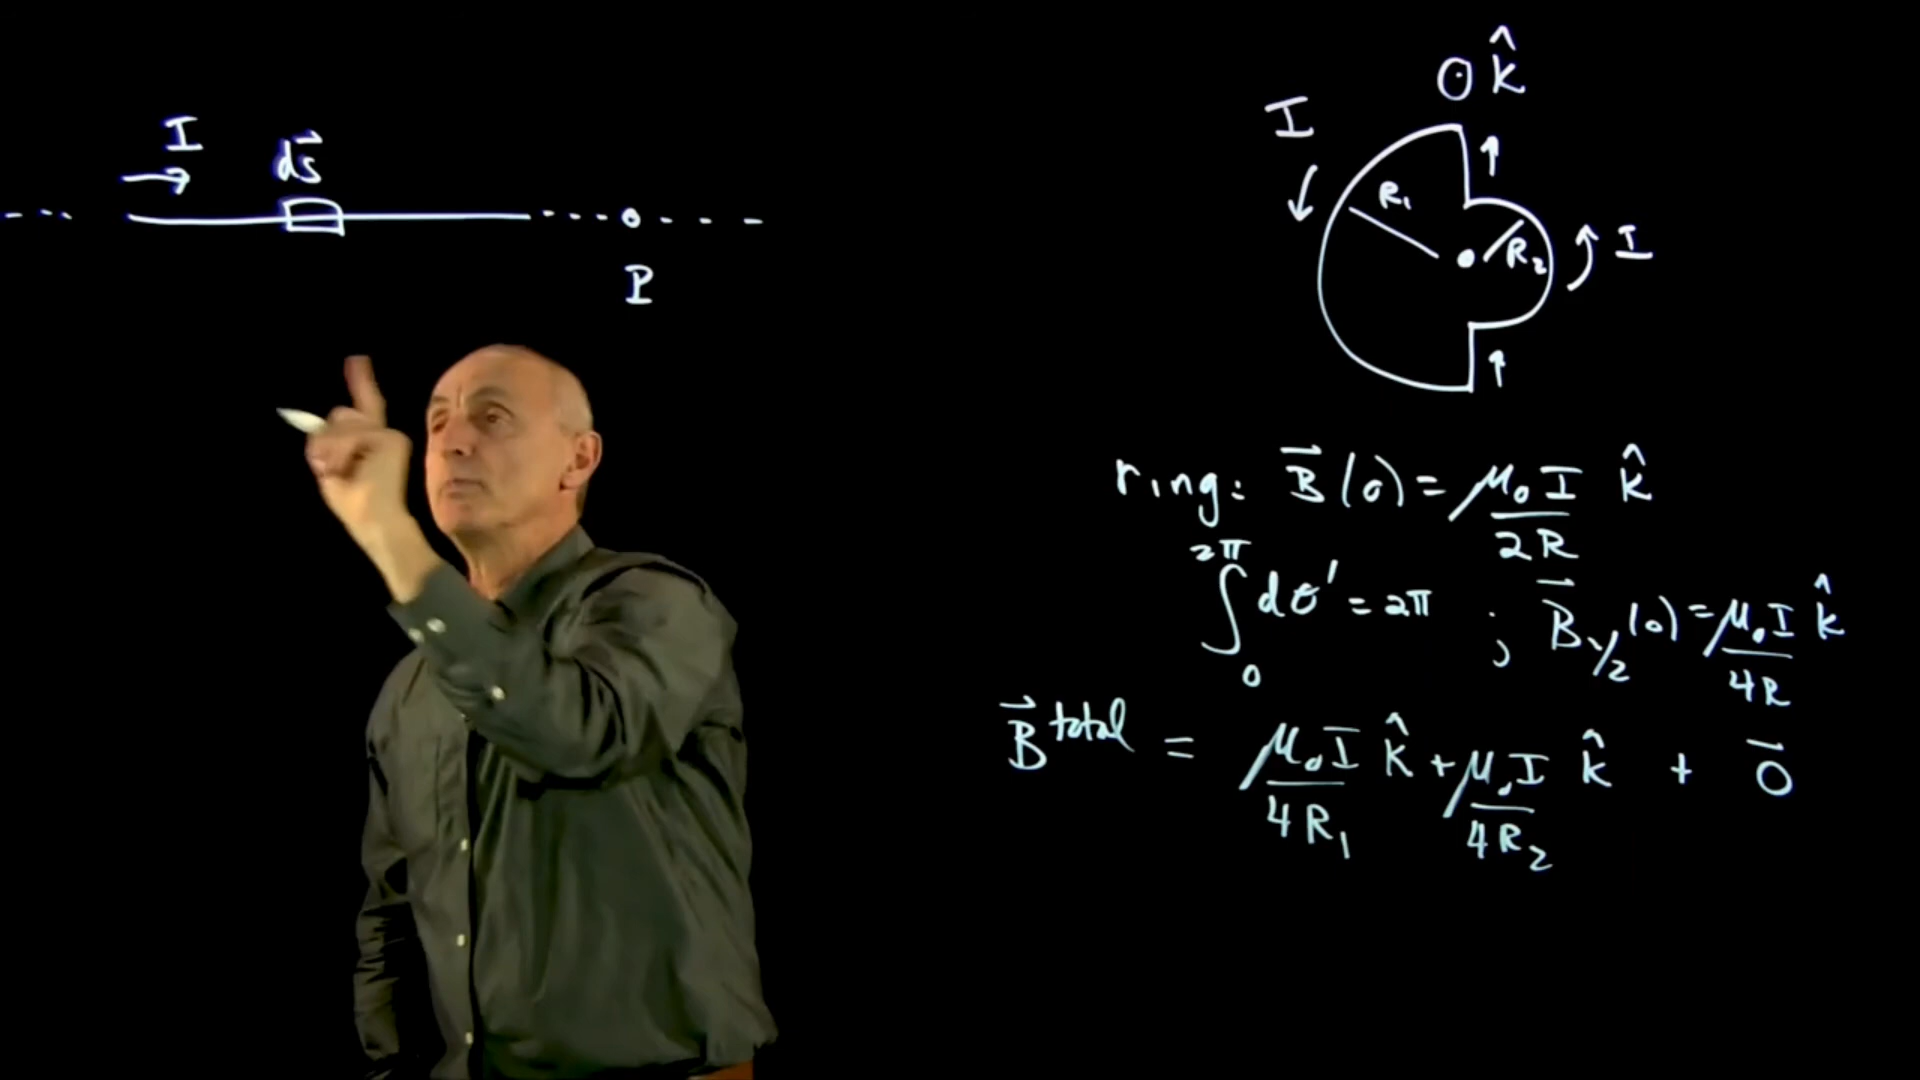 I
ds⃗
P
⊙ k̂
I
R₁
R₂
I
ring: B⃗(0) = μ₀I/2R k̂
∫₀^2π dθ' = 2π ; B⃗₁/₂(0) = μ₀I/4R k̂
B⃗^total = μ₀I/4R₁ k̂ + μ₀I/4R₂ k̂ + 0⃗